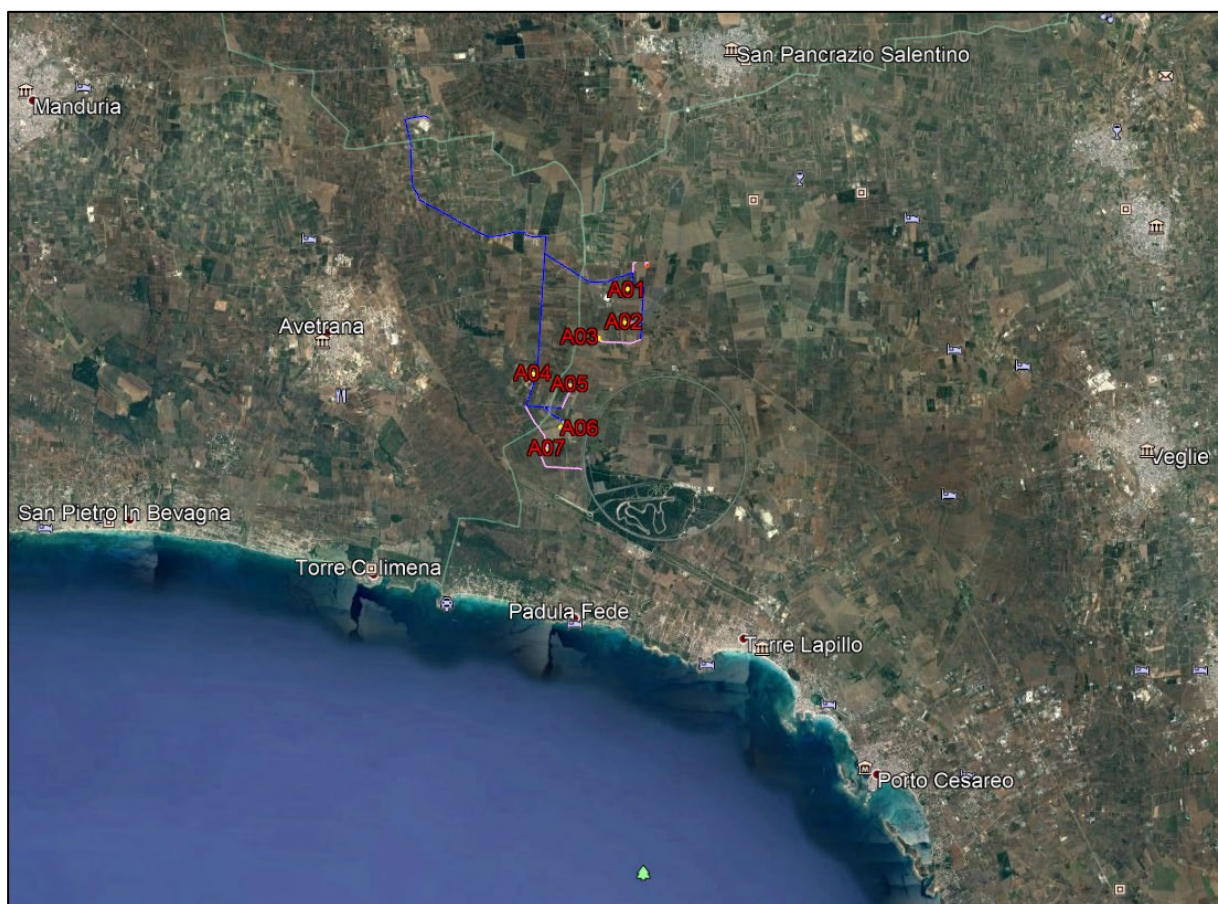 San Pancrazio Salentino
Manduria
A01
A02
Avetrana
A03
A04
A05
A06
A07
Veglie
San Pietro In Bevagna
Torre Colimena
Padula Fede
Torre Lapillo
Porto Cesareo